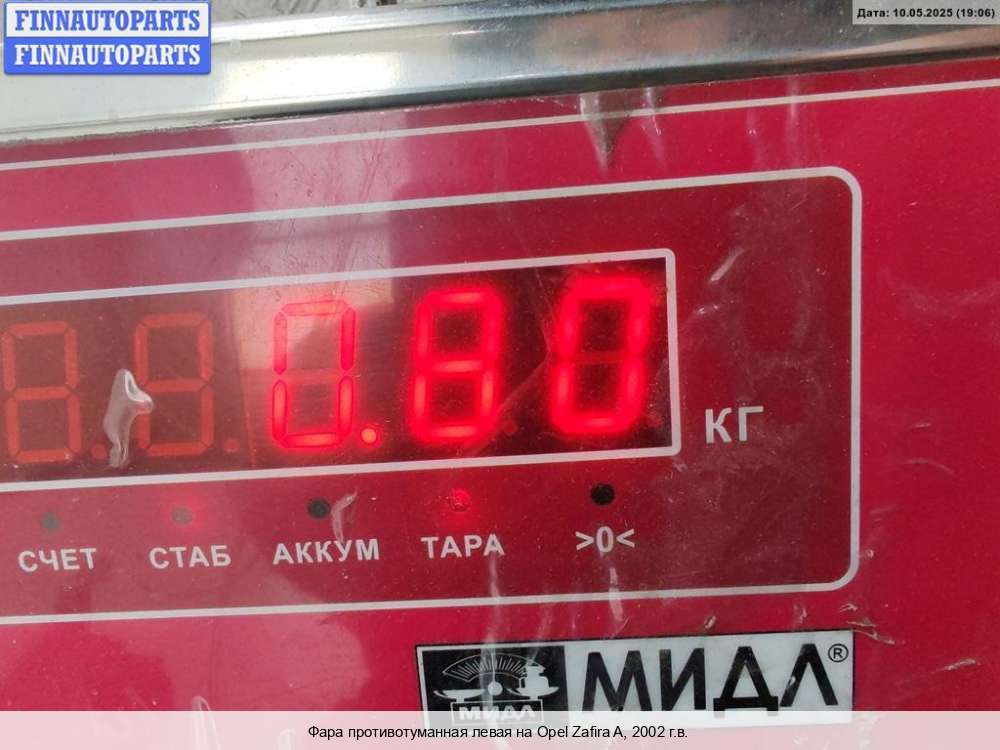 FINNAUTOPARTS
FINNAUTOPARTS
Дата: 10.05.2025 (19:06)
0.80
КГ
СЧЕТ СТАБ АККУМ ТАРА >0<
МИДЛ МИДЛ®
Фара противотуманная левая на Opel Zafira A, 2002 г.в.